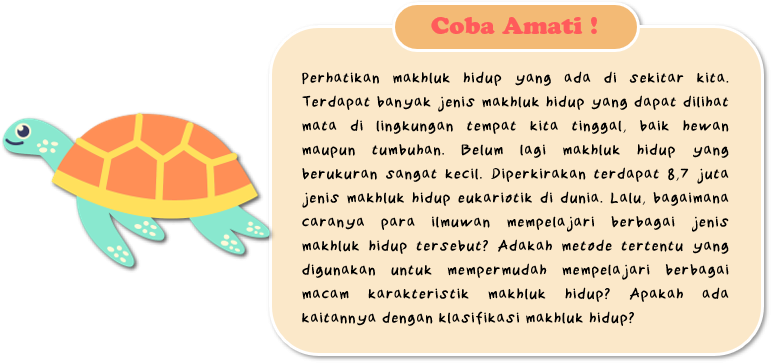 Coba Amati !
Perhatikan makhluk hidup yang ada di sekitar kita.
Terdapat banyak jenis makhluk hidup yang dapat dilihat
mata di lingkungan tempat kita tinggal, baik hewan
maupun tumbuhan. Belum lagi makhluk hidup yang
berukuran sangat kecil. Diperkirakan terdapat 8,7 juta
jenis makhluk hidup eukariotik di dunia. Lalu, bagaimana
caranya para ilmuwan mempelajari berbagai jenis
makhluk hidup tersebut? Adakah metode tertentu yang
digunakan untuk mempermudah mempelajari berbagai
macam karakteristik makhluk hidup? Apakah ada
kaitannya dengan klasifikasi makhluk hidup?